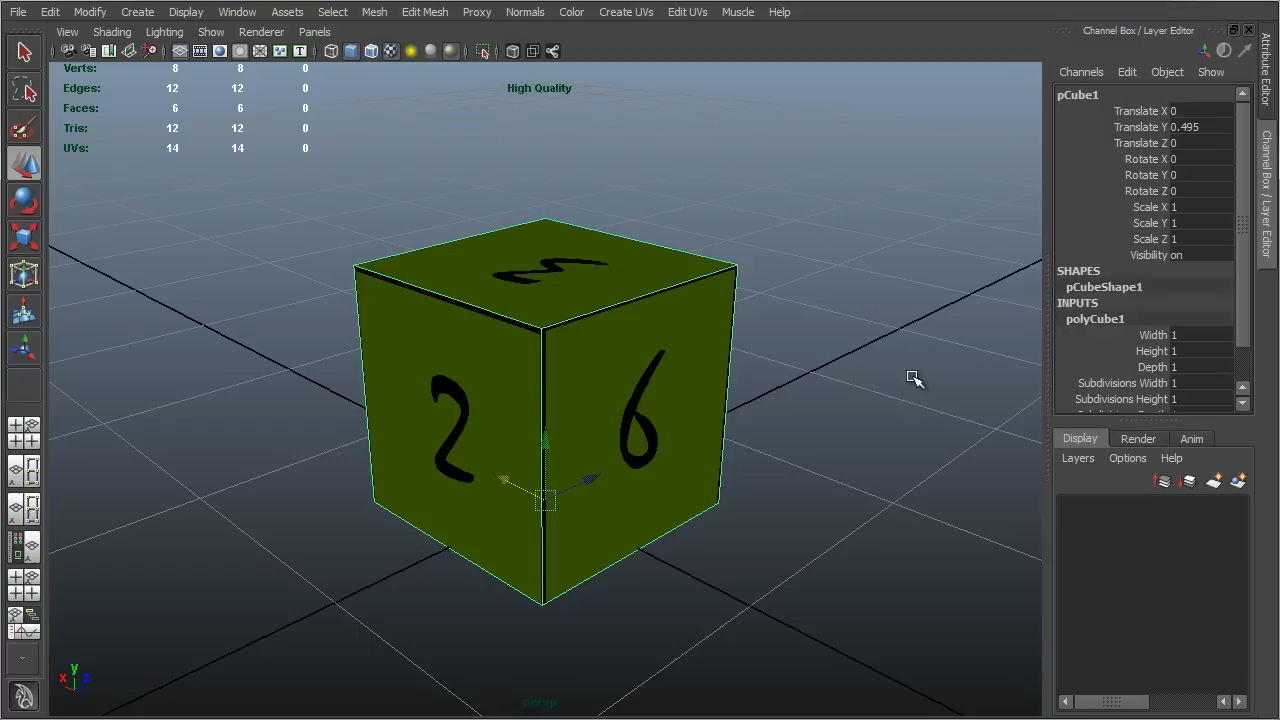 File Edit Modify Create Display Window Assets Select Mesh Edit Mesh Proxy Normals Color Create UVs Edit UVs Muscle Help
View Shading Lighting Show Renderer Panels
Verts: 8 8 0
Edges: 12 12 0
Faces: 6 6 0
Tris: 12 12 0
UVs: 14 14 0
High Quality
3
2
6
y
x
z
persp
Channel Box / Layer Editor
Channels Edit Object Show
pCube1
Translate X 0
Translate Y 0.495
Translate Z 0
Rotate X 0
Rotate Y 0
Rotate Z 0
Scale X 1
Scale Y 1
Scale Z 1
Visibility on
SHAPES
pCubeShape1
INPUTS
polyCube1
Width 1
Height 1
Depth 1
Subdivisions Width 1
Subdivisions Height 1
Display Render Anim
Layers Options Help
Attribute Editor
Channel Box / Layer Editor